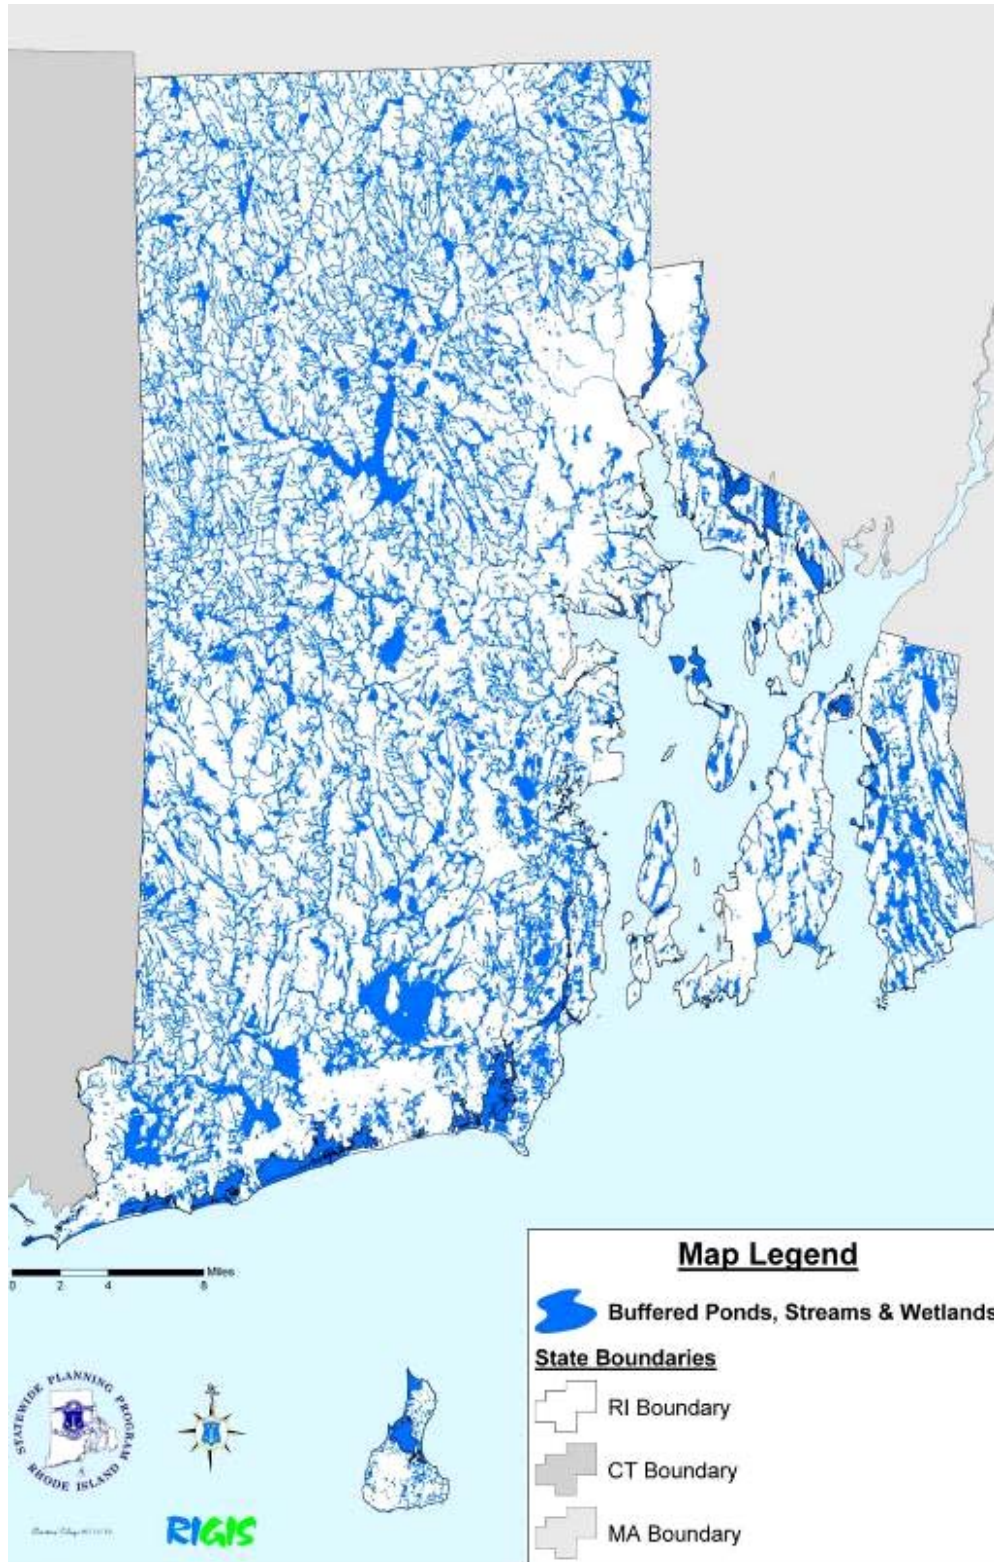 Miles
0 2 4 8
STATEWIDE PLANNING PROGRAM
RHODE ISLAND
N
RIGIS
Map Legend
Buffered Ponds, Streams & Wetlands
State Boundaries
RI Boundary
CT Boundary
MA Boundary